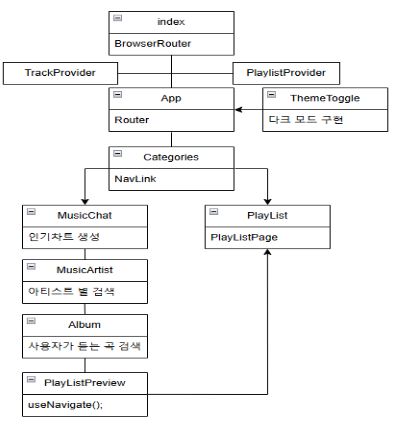 index
BrowserRouter
TrackProvider
PlaylistProvider
App
Router
ThemeToggle
다크 모드 구현
Categories
NavLink
MusicChat
인기차트 생성
PlayList
PlayListPage
MusicArtist
아티스트 별 검색
Album
사용자가 듣는 곡 검색
PlayListPreview
useNavigate();